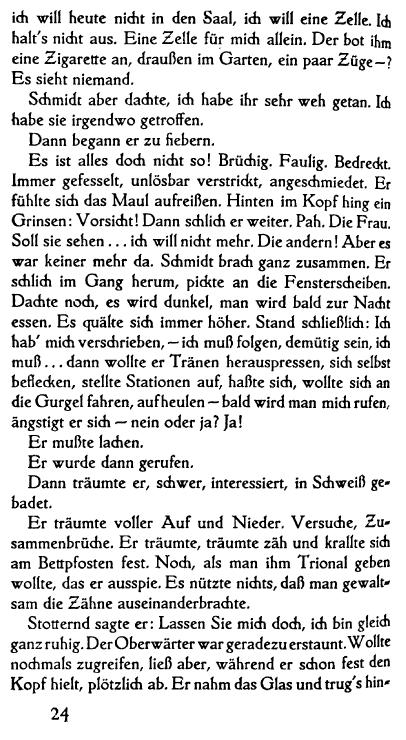 ich will heute nicht in den Saal, ich will eine Zelle. Ich
halt's nicht aus. Eine Zelle für mich allein. Der bot ihm
eine Zigarette an, draußen im Garten, ein paar Züge—?
Es sieht niemand.
Schmidt aber dachte, ich habe ihr sehr weh getan. Ich
habe sie irgendwo getroffen.
Dann begann er zu fiebern.
Es ist alles doch nicht so! Brüchig. Faulig. Bedreckt.
Immer gefesselt, unlösbar verstrickt, angeschmiedet. Er
fühlte sich das Maul aufreißen. Hinten im Kopf hing ein
Grinsen: Vorsicht! Dann schlich er weiter. Pah. Die Frau.
Soll sie sehen ... ich will nicht mehr. Die andern! Aber es
war keiner mehr da. Schmidt brach ganz zusammen. Er
schlich im Gang herum, pickte an die Fensterscheiben.
Dachte noch, es wird dunkel, man wird bald zur Nacht
essen. Es quälte sich immer höher. Stand schließlich: Ich
hab' mich verschrieben, — ich muß folgen, demütig sein, ich
muß ... dann wollte er Tränen herauspressen, sich selbst
beflecken, stellte Stationen auf, haßte sich, wollte sich an
die Gurgel fahren, aufheulen — bald wird man mich rufen,
ängstigt er sich — nein oder ja? Ja!
Er mußte lachen.
Er wurde dann gerufen.
Dann träumte er, schwer, interessiert, in Schweiß ge-
badet.
Er träumte voller Auf und Nieder. Versuche, Zu-
sammenbrüche. Er träumte, träumte zäh und krallte sich
am Bettpfosten fest. Noch, als man ihm Trional geben
wollte, das er ausspie. Es nützte nichts, daß man gewalt-
sam die Zähne auseinanderbrachte.
Stotternd sagte er: Lassen Sie mich doch, ich bin gleich
ganz ruhig. Der Oberwärter war geradezu erstaunt. Wollte
nochmals zugreifen, ließ aber, während er schon fest den
Kopf hielt, plötzlich ab. Er nahm das Glas und trug's hin-
24